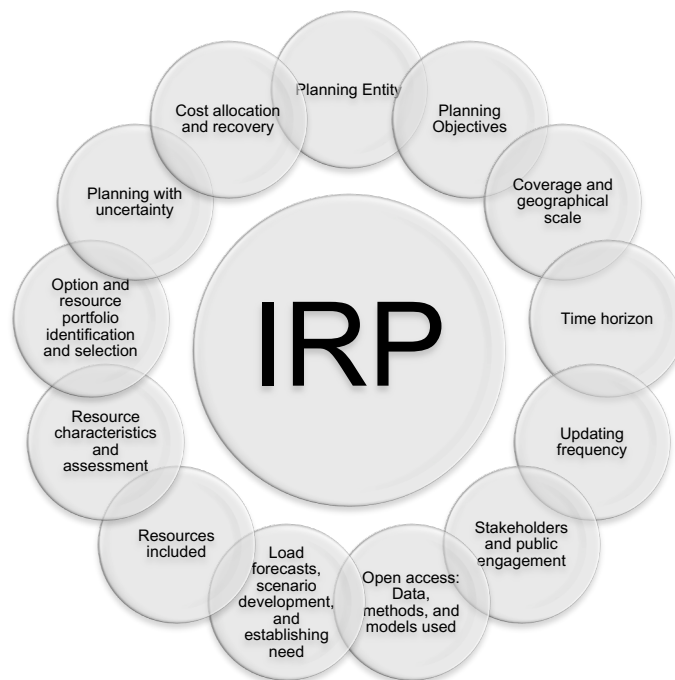 Planning Entity
Planning
Objectives
Coverage and
geographical
scale
Time horizon
Updating
frequency
Stakeholders
and public
engagement
Open access:
Data,
methods, and
models used
Load
forecasts,
scenario
development,
and
establishing
need
Resources
included
Resource
characteristics
and
assessment
Option and
resource
portfolio
identification
and selection
Planning with
uncertainty
Cost allocation
and recovery
IRP